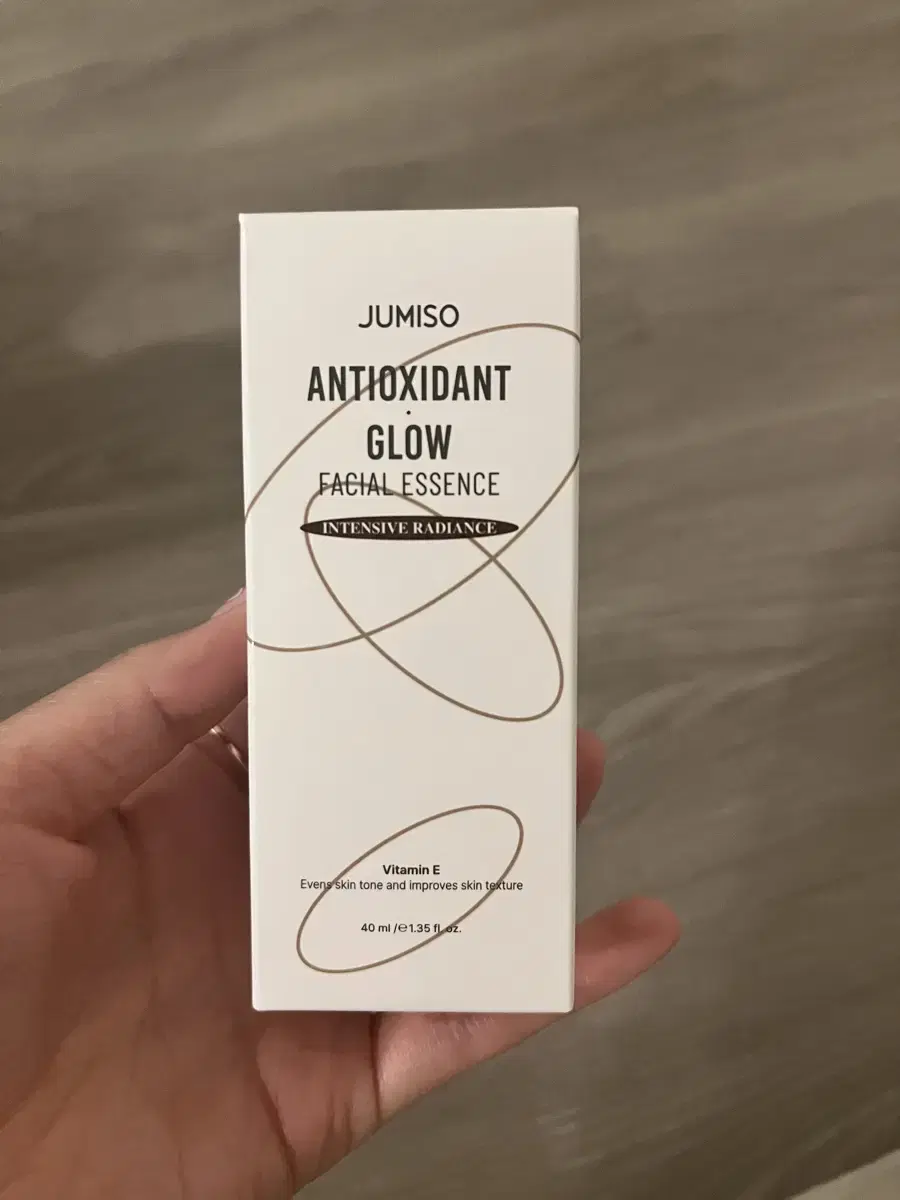 JUMISO
ANTIOXIDANT
·
GLOW
FACIAL ESSENCE
INTENSIVE RADIANCE
Vitamin E
Evens skin tone and improves skin texture
40 ml /℮1.35 fl. oz.